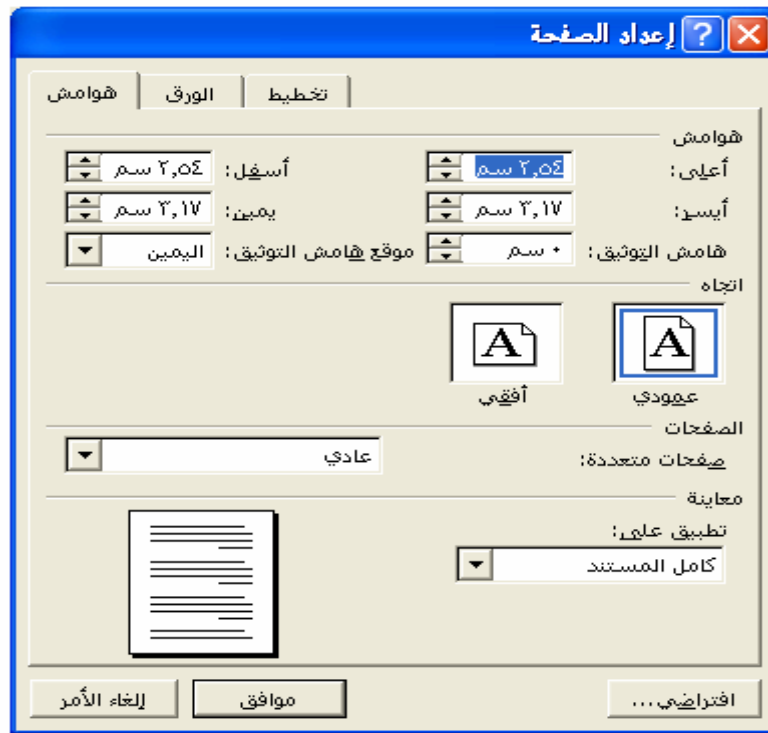 إعداد الصفحة ?
هوامش الورق تخطيط
هوامش
أعلى: ٢,٥٤ سم أسفل: ٢,٥٤ سم
أيسر: ٣,١٧ سم يمين: ٣,١٧ سم
هامش التوثيق: ٠ سم موقع هامش التوثيق: اليمين
اتجاه
A A
عمودي أفقي
الصفحات
صفحات متعددة: عادي
معاينة
تطبيق على:
كامل المستند
افتراضي... موافق إلغاء الأمر